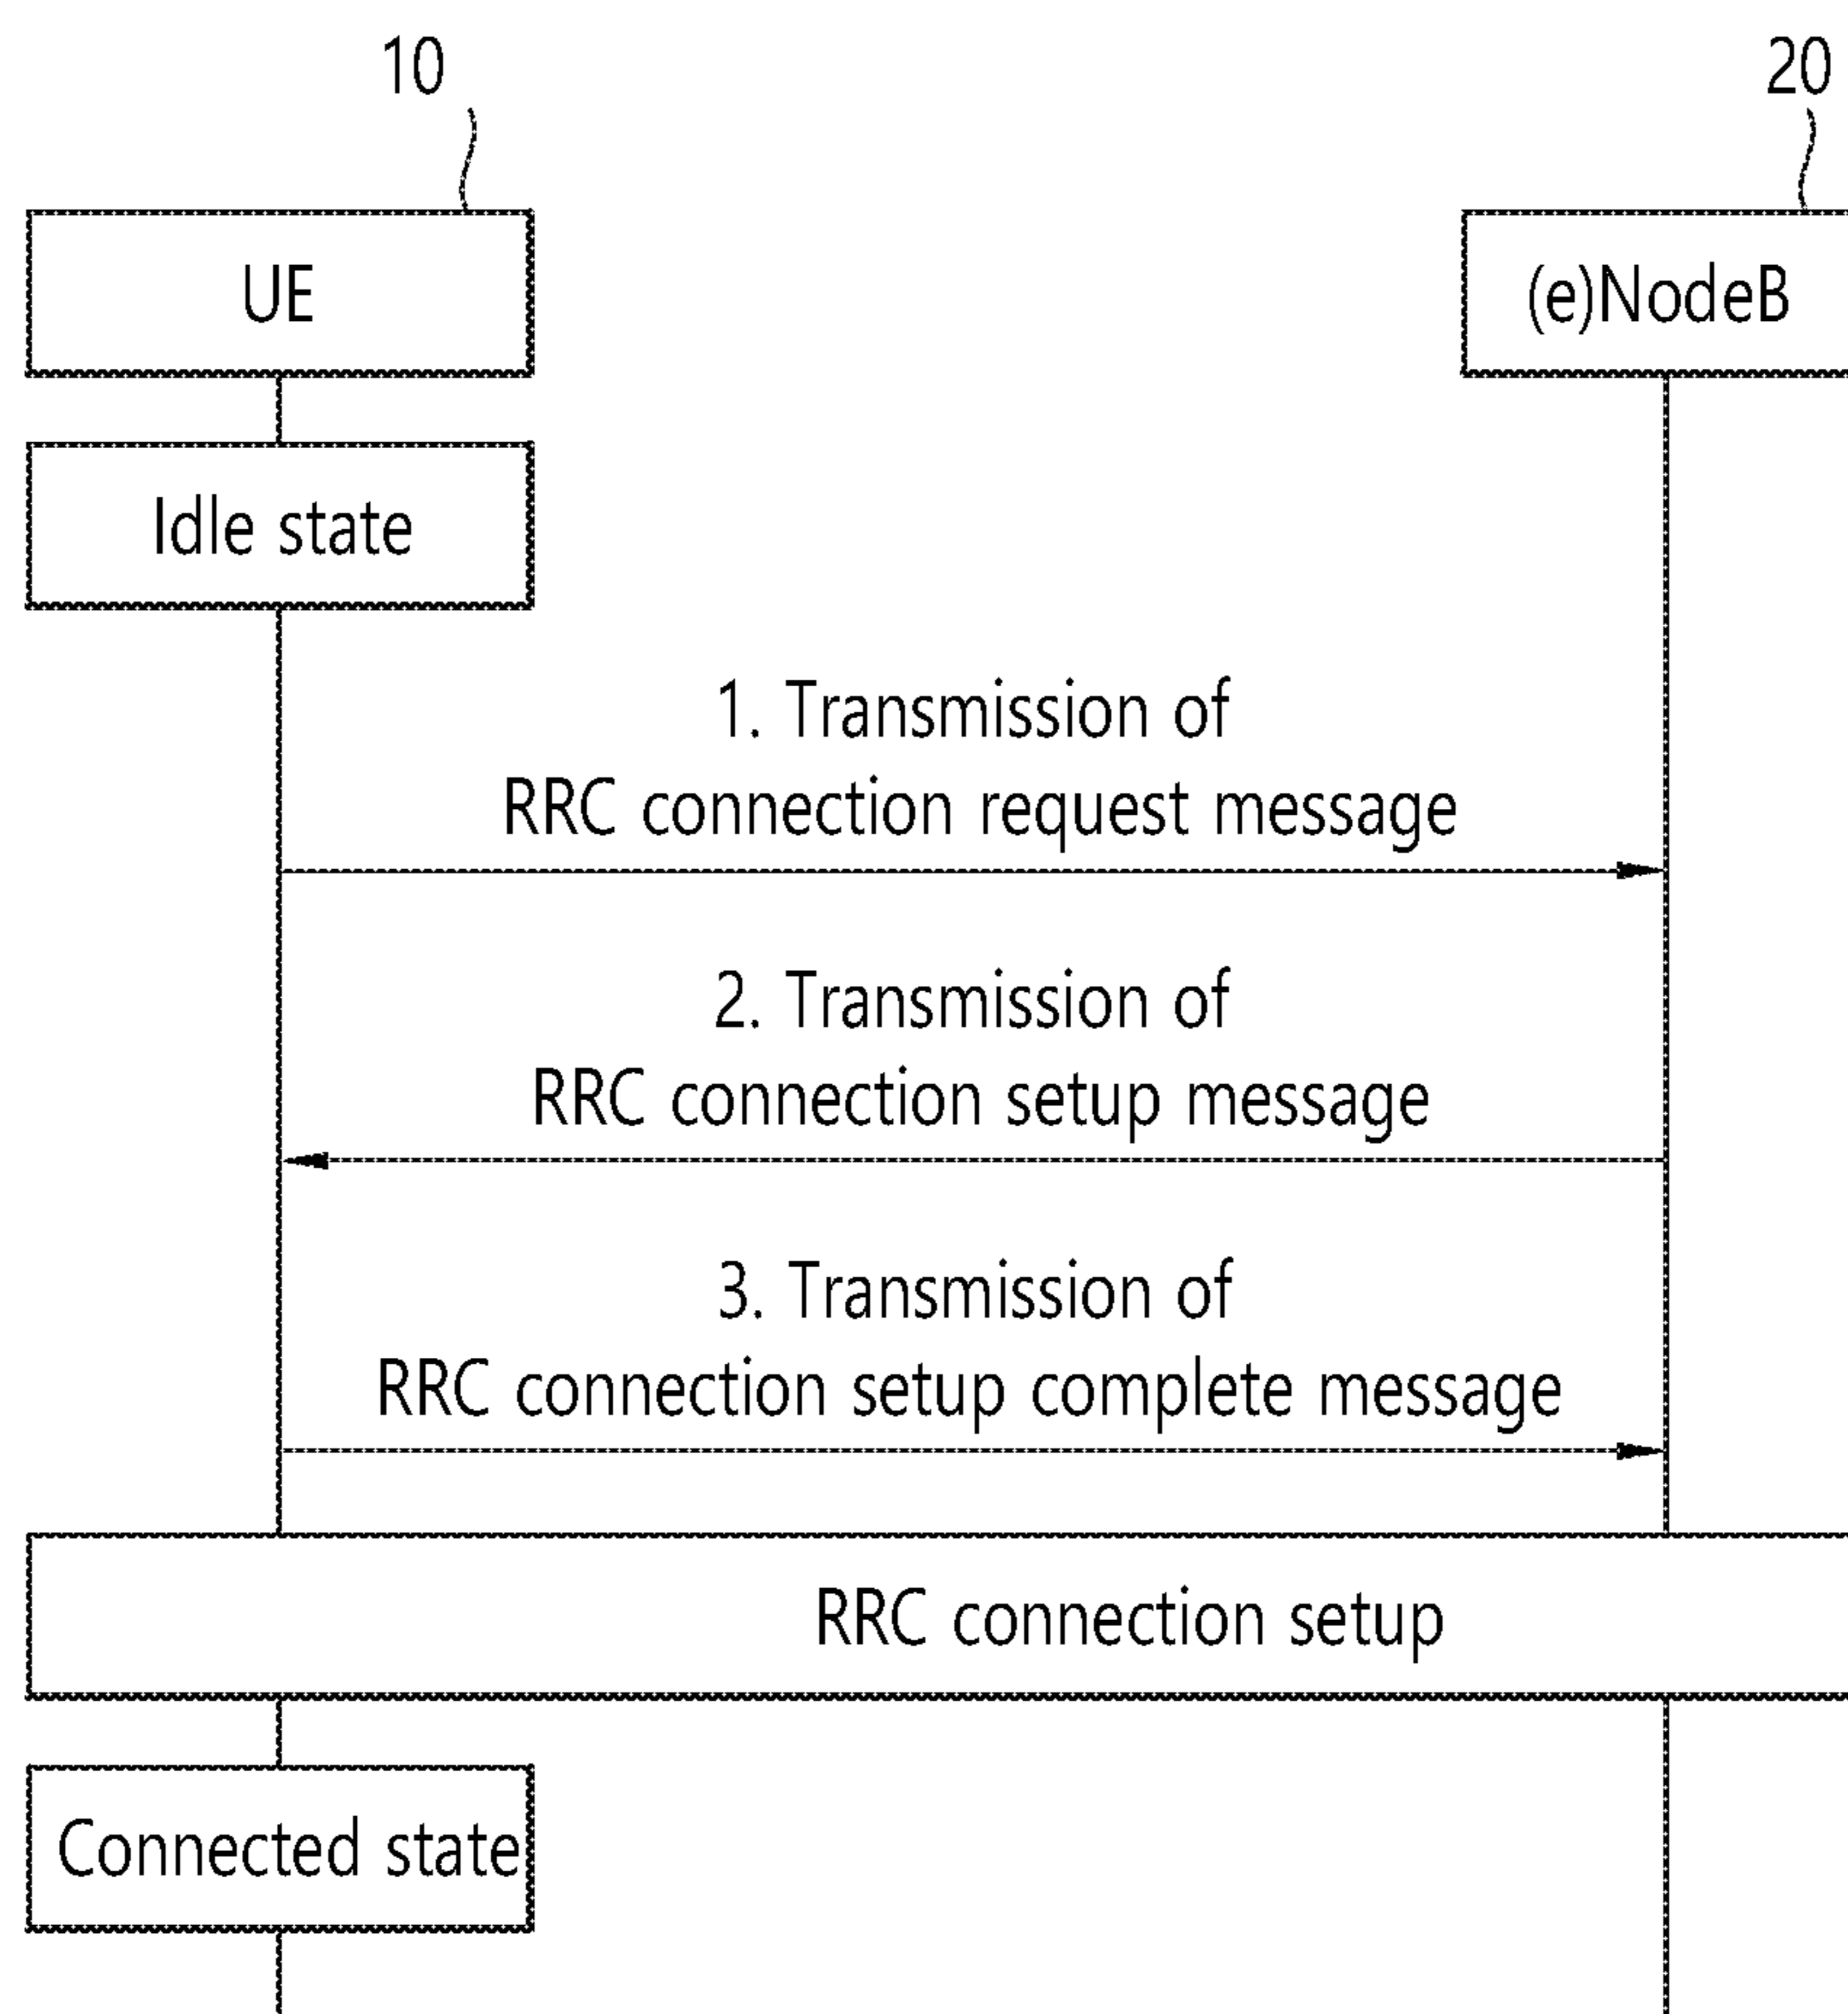 10
20
UE
(e)NodeB
Idle state
1. Transmission of
RRC connection request message
2. Transmission of
RRC connection setup message
3. Transmission of
RRC connection setup complete message
RRC connection setup
Connected state